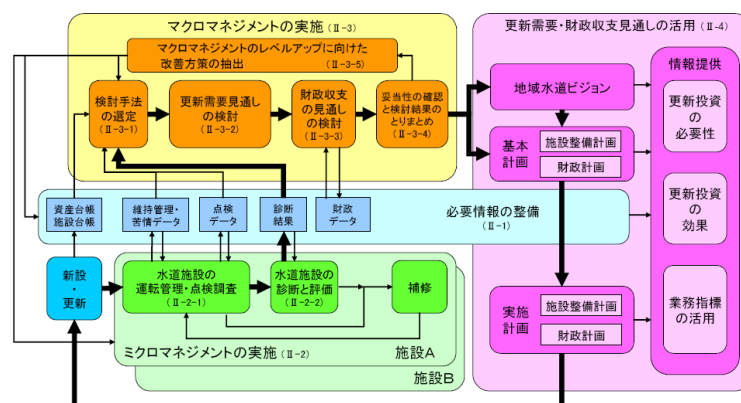 マクロマネジメントの実施(Ⅱ-3)
マクロマネジメントのレベルアップに向けた
改善方策の抽出
(Ⅱ-3-5)
検討手法
の選定
(Ⅱ-3-1)
更新需要見通し
の検討
(Ⅱ-3-2)
財政収支
の見通し
の検討
(Ⅱ-3-3)
妥当性の確認
と検討結果の
とりまとめ
(Ⅱ-3-4)
更新需要・財政収支見通しの活用(Ⅱ-4)
地域水道ビジョン
基本
計画
施設整備計画
財政計画
実施
計画
施設整備計画
財政計画
情報提供
更新投資
の
必要性
更新投資
の
効果
業務指標
の活用
資産台帳
施設台帳
維持管理・
苦情データ
点検
データ
診断
結果
財政
データ
必要情報の整備
(Ⅱ-1)
新設
・
更新
水道施設の
運転管理・点検調査
(Ⅱ-2-1)
水道施設の
診断と評価
(Ⅱ-2-2)
補修
ミクロマネジメントの実施(Ⅱ-2)
施設A
施設B